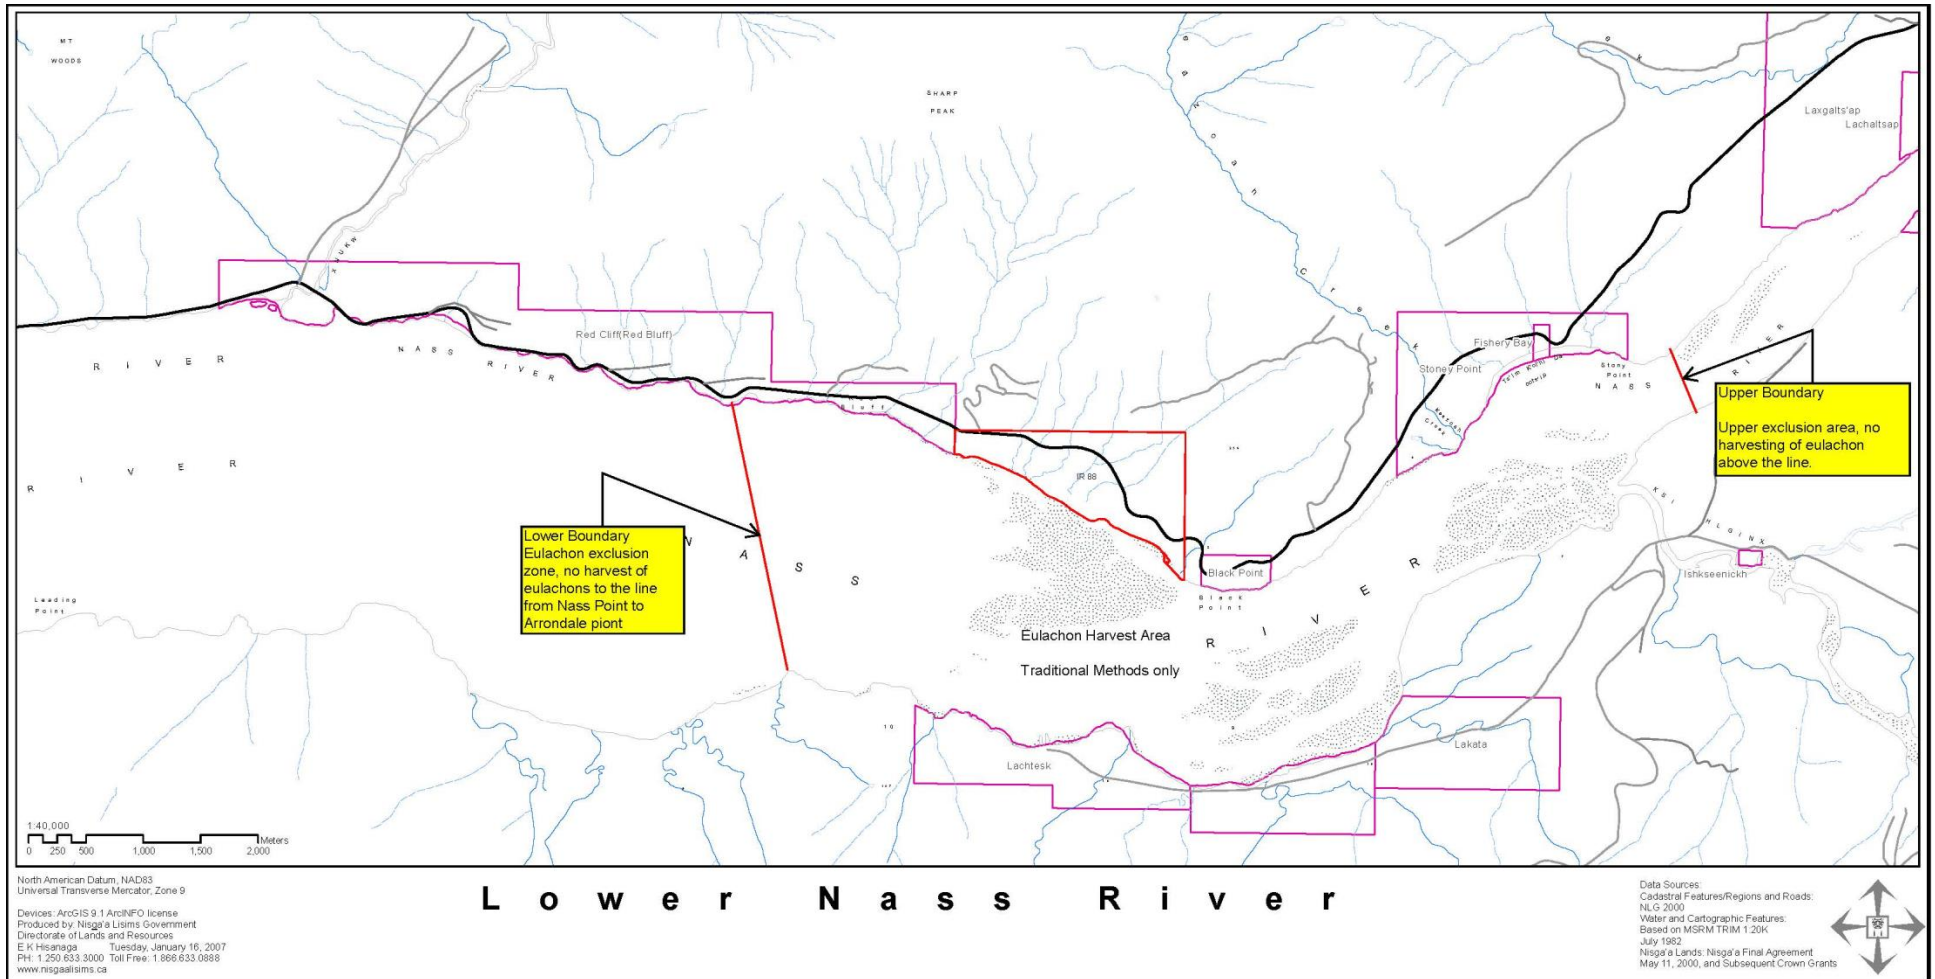 MT
WOODS
SHARP
PEAK
Laxgalts'ap
Lachaltsap
Creek
XUUKW
Red Cliff(Red Bluff)
RIVER
NASS RIVER
RIVER
Bluff
IR 88
Fishery Bay
Stoney Point
Stony
Point
NASS
RIVER
Keazoah
Creek
Upper Boundary
Upper exclusion area, no
harvesting of eulachon
above the line.
Lower Boundary
Eulachon exclusion
zone, no harvest of
eulachons to the line
from Nass Point to
Arrondale piont
NASS
RIVER
Leading
Point
Black Point
Black
Point
Eulachon Harvest Area
Traditional Methods only
KSI HLGINX
Ishkseenickh
Lachtesk
Lakata
1:40,000
0 250 500 1,000 1,500 2,000 Meters
Lower Nass River
North American Datum, NAD83
Universal Transverse Mercator, Zone 9
Devices: ArcGIS 9.1 ArcINFO license
Produced by: Nisga'a Lisims Government
Directorate of Lands and Resources
E K Hisanaga Tuesday, January 16, 2007
PH: 1.250.633.3000 Toll Free: 1.866.633.0888
www.nisgaalisims.ca
Data Sources:
Cadastral Features/Regions and Roads:
NLG 2000
Water and Cartographic Features:
Based on MSRM TRIM 1:20K
July 1982
Nisga'a Lands: Nisga'a Final Agreement
May 11, 2000, and Subsequent Crown Grants